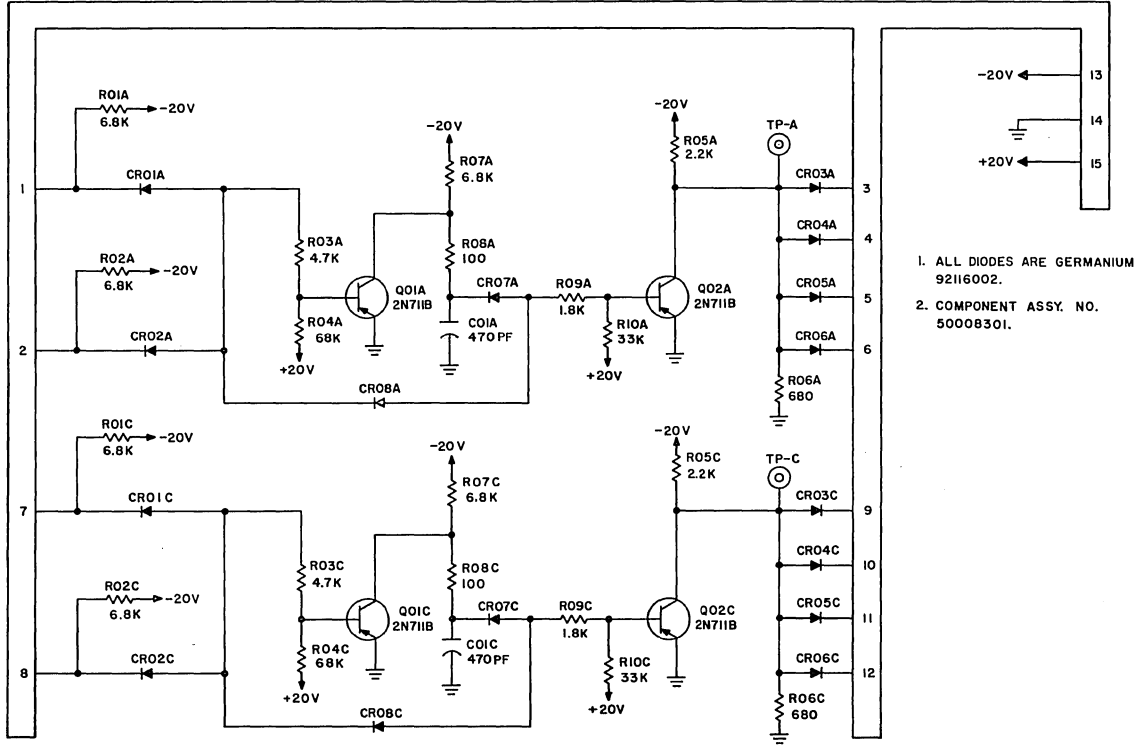 R01A
6.8K
-20V
1
CR01A
R02A
6.8K
-20V
2
CR02A
R03A
4.7K
R04A
68K
+20V
Q01A
2N711B
-20V
R07A
6.8K
R08A
100
CR07A
C01A
470PF
CR08A
R09A
1.8K
R10A
33K
+20V
-20V
R05A
2.2K
Q02A
2N711B
TP-A
CR03A
3
CR04A
4
CR05A
5
CR06A
6
R06A
680
-20V
13
14
+20V
15
1. ALL DIODES ARE GERMANIUM
92116002.
2. COMPONENT ASSY. NO.
50008301.
R01C
6.8K
-20V
7
CR01C
R02C
6.8K
-20V
8
CR02C
R03C
4.7K
R04C
68K
+20V
Q01C
2N711B
-20V
R07C
6.8K
R08C
100
CR07C
C01C
470PF
CR08C
R09C
1.8K
R10C
33K
+20V
-20V
R05C
2.2K
Q02C
2N711B
TP-C
CR03C
9
CR04C
10
CR05C
11
CR06C
12
R06C
680